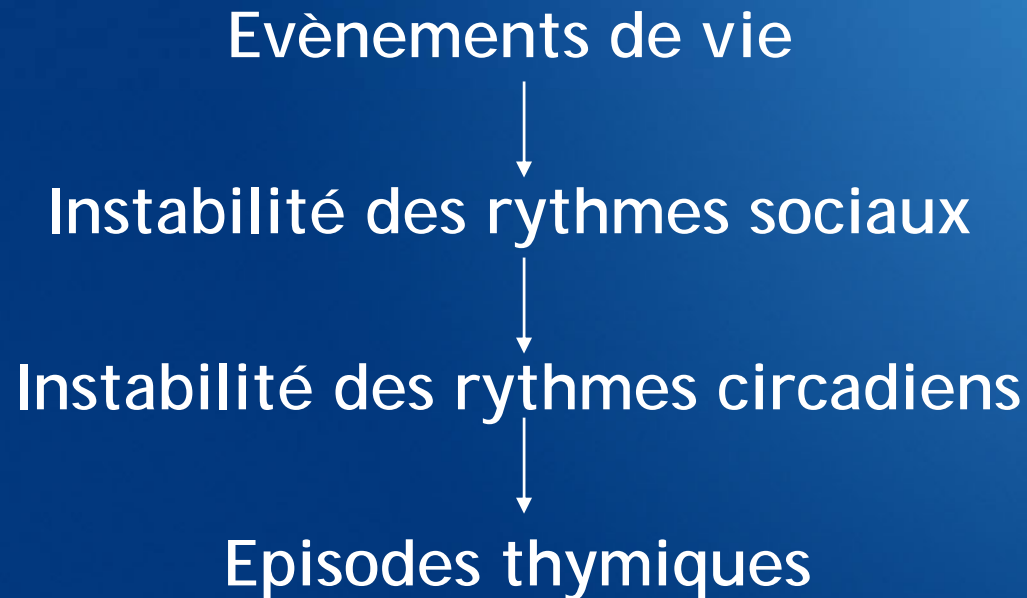 Evènements de vie
Instabilité des rythmes sociaux
Instabilité des rythmes circadiens
Episodes thymiques